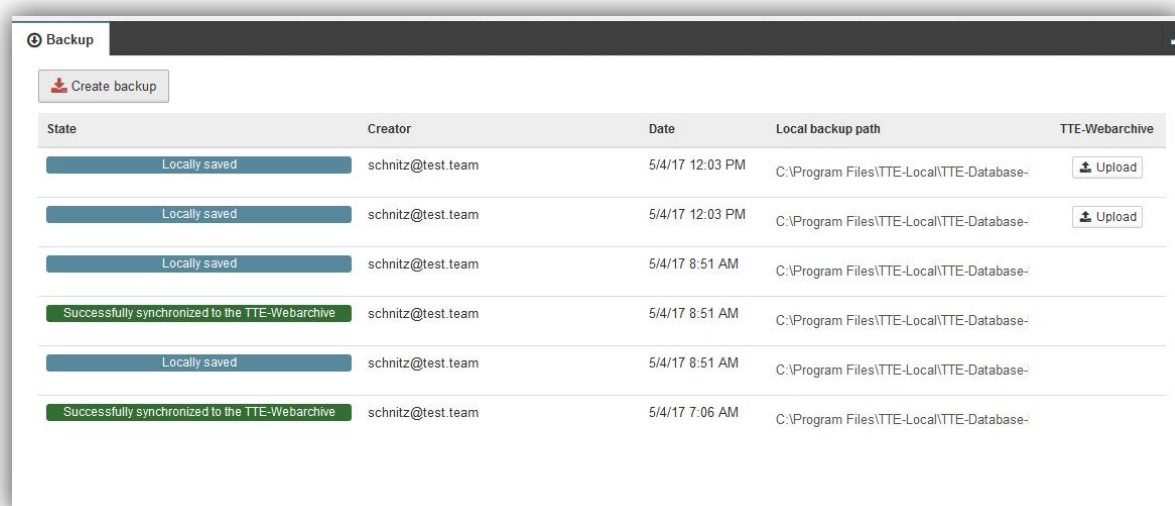 Backup
Create backup
State Creator Date Local backup path TTE-Webarchive
Locally saved schnitz@test.team 5/4/17 12:03 PM C:\Program Files\TTE-Local\TTE-Database- Upload
Locally saved schnitz@test.team 5/4/17 12:03 PM C:\Program Files\TTE-Local\TTE-Database- Upload
Locally saved schnitz@test.team 5/4/17 8:51 AM C:\Program Files\TTE-Local\TTE-Database-
Successfully synchronized to the TTE-Webarchive schnitz@test.team 5/4/17 8:51 AM C:\Program Files\TTE-Local\TTE-Database-
Locally saved schnitz@test.team 5/4/17 8:51 AM C:\Program Files\TTE-Local\TTE-Database-
Successfully synchronized to the TTE-Webarchive schnitz@test.team 5/4/17 7:06 AM C:\Program Files\TTE-Local\TTE-Database-